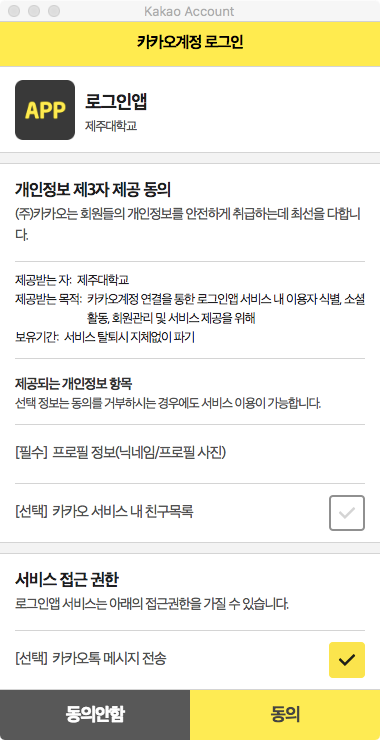 Kakao Account
카카오계정 로그인
APP
로그인앱
제주대학교
개인정보 제3자 제공 동의
(주)카카오는 회원들의 개인정보를 안전하게 취급하는데 최선을 다합니
다.
제공받는 자: 제주대학교
제공받는 목적: 카카오계정 연결을 통한 로그인앱 서비스 내 이용자 식별, 소셜
활동, 회원관리 및 서비스 제공을 위해
보유기간: 서비스 탈퇴시 지체없이 파기
제공되는 개인정보 항목
선택 정보는 동의를 거부하시는 경우에도 서비스 이용이 가능합니다.
[필수] 프로필 정보(닉네임/프로필 사진)
[선택] 카카오 서비스 내 친구목록
서비스 접근 권한
로그인앱 서비스는 아래의 접근권한을 가질 수 있습니다.
[선택] 카카오톡 메시지 전송
동의안함 동의